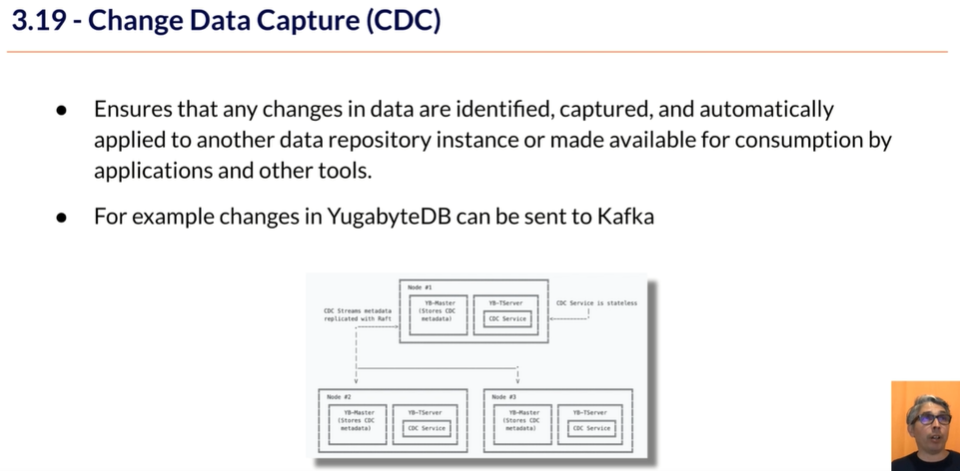 3.19 - Change Data Capture (CDC)
● Ensures that any changes in data are identified, captured, and automatically
applied to another data repository instance or made available for consumption by
applications and other tools.
● For example changes in YugabyteDB can be sent to Kafka
Node #1
CDC Streams metadata
replicated with Raft
YB-Master
(Stores CDC
metadata)
YB-TServer
CDC Service
CDC Service is stateless
Node #2
YB-Master
(Stores CDC
metadata)
YB-TServer
CDC Service
Node #3
YB-Master
(Stores CDC
metadata)
YB-TServer
CDC Service